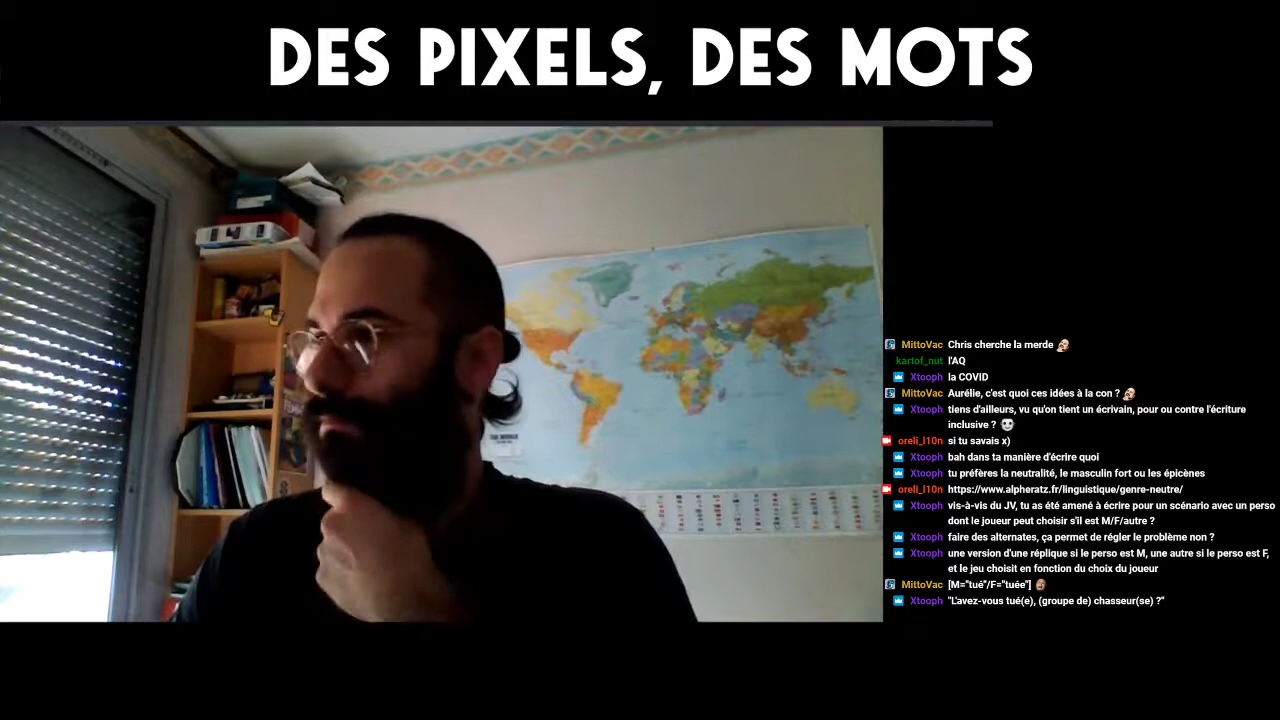 DES PIXELS, DES MOTS
MittoVac Chris cherche la merde
kartof_nut l'AQ
Xtooph la COVID
MittoVac Aurélie, c'est quoi ces idées à la con ?
Xtooph tiens d'ailleurs, vu qu'on tient un écrivain, pour ou contre l'écriture
inclusive ?
oreli_l10n si tu savais x)
Xtooph bah dans ta manière d'écrire quoi
Xtooph tu préfères la neutralité, le masculin fort ou les épicènes
oreli_l10n https://www.alpheratz.fr/linguistique/genre-neutre/
Xtooph vis-à-vis du JV, tu as été amené à écrire pour un scénario avec un perso
dont le joueur peut choisir s'il est M/F/autre ?
Xtooph faire des alternates, ça permet de régler le problème non ?
Xtooph une version d'une réplique si le perso est M, une autre si le perso est F,
et le jeu choisit en fonction du choix du joueur
MittoVac [M="tué"/F="tuée"]
Xtooph "L'avez-vous tué(e), (groupe de) chasseur(se) ?"
THE WORLD